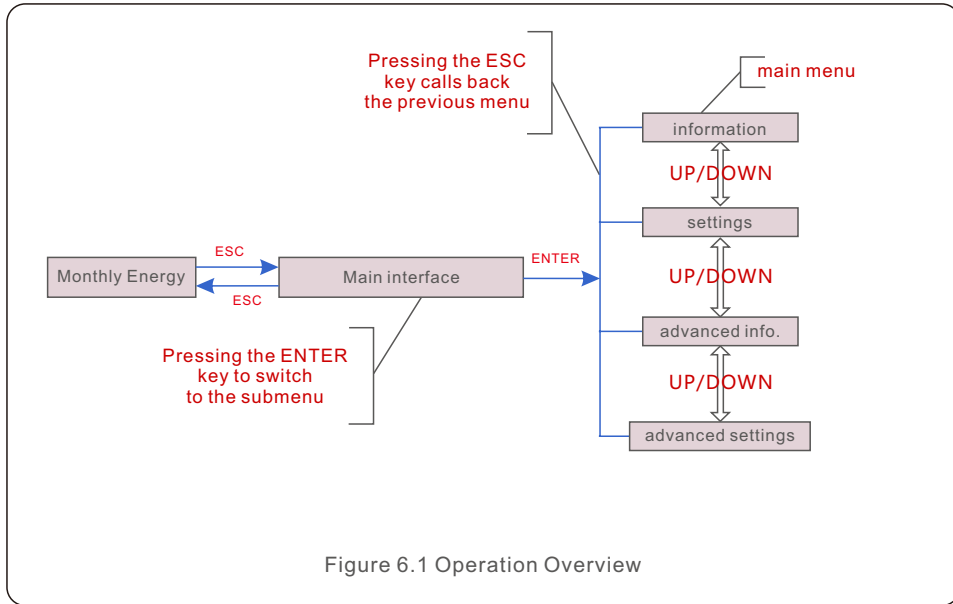 Pressing the ESC
key calls back
the previous menu
main menu
information
UP/DOWN
settings
ESC
ENTER
Monthly Energy
Main interface
UP/DOWN
ESC
advanced info.
Pressing the ENTER
key to switch
to the submenu
UP/DOWN
advanced settings
Figure 6.1 Operation Overview